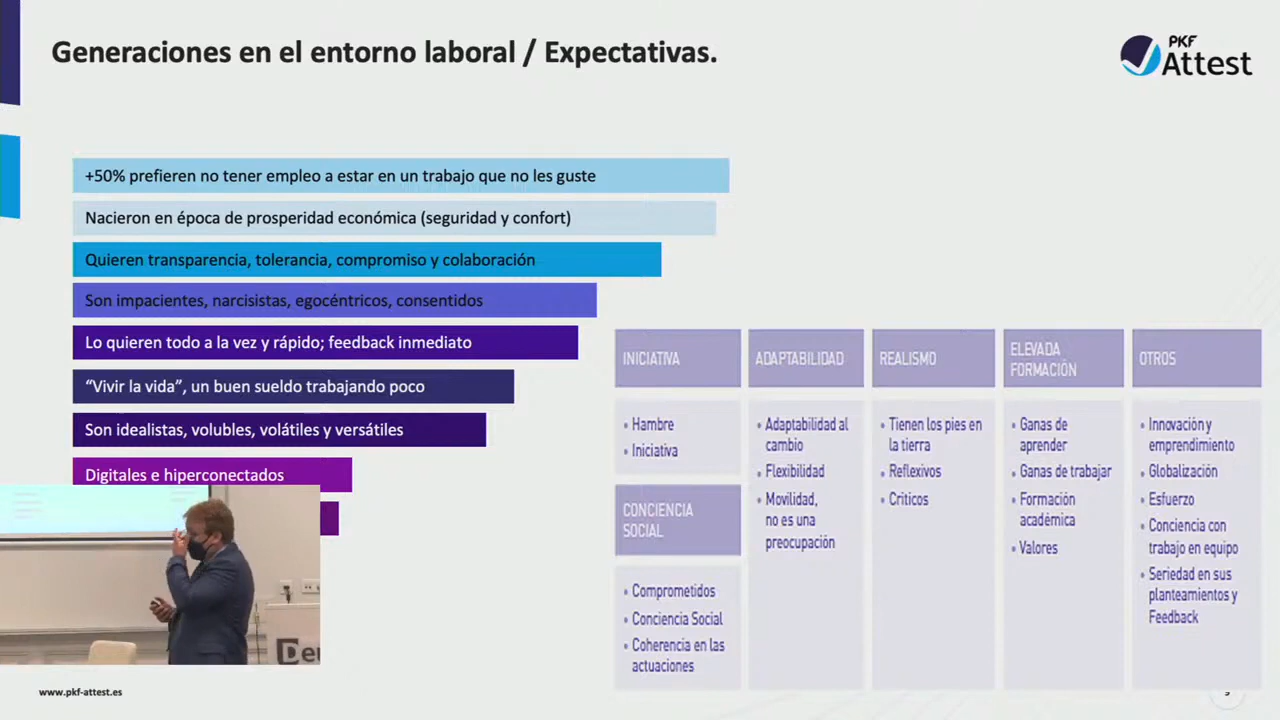 Generaciones en el entorno laboral / Expectativas.
PKF
Attest
+50% prefieren no tener empleo a estar en un trabajo que no les guste
Nacieron en época de prosperidad económica (seguridad y confort)
Quieren transparencia, tolerancia, compromiso y colaboración
Son impacientes, narcisistas, egocéntricos, consentidos
Lo quieren todo a la vez y rápido; feedback inmediato
“Vivir la vida”, un buen sueldo trabajando poco
Son idealistas, volubles, volátiles y versátiles
Digitales e hiperconectados
INICIATIVA
• Hambre
• Iniciativa
CONCIENCIA
SOCIAL
• Comprometidos
• Conciencia Social
• Coherencia en las
actuaciones
ADAPTABILIDAD
• Adaptabilidad al
cambio
• Flexibilidad
• Movilidad,
no es una
preocupación
REALISMO
• Tienen los pies en
la tierra
• Reflexivos
• Criticos
ELEVADA
FORMACIÓN
• Ganas de
aprender
• Ganas de trabajar
• Formación
académica
• Valores
OTROS
• Innovación y
emprendimiento
• Globalización
• Esfuerzo
• Conciencia con
trabajo en equipo
• Seriedad en sus
planteamientos y
Feedback
www.pkf-attest.es
9